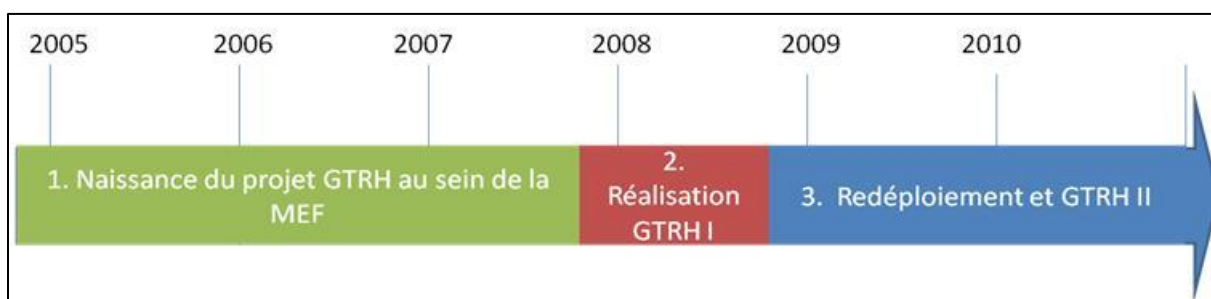 2005 2006 2007 2008 2009 2010
1. Naissance du projet GTRH au sein de la
MEF
2.
Réalisation
GTRH I
3. Redéploiement et GTRH II